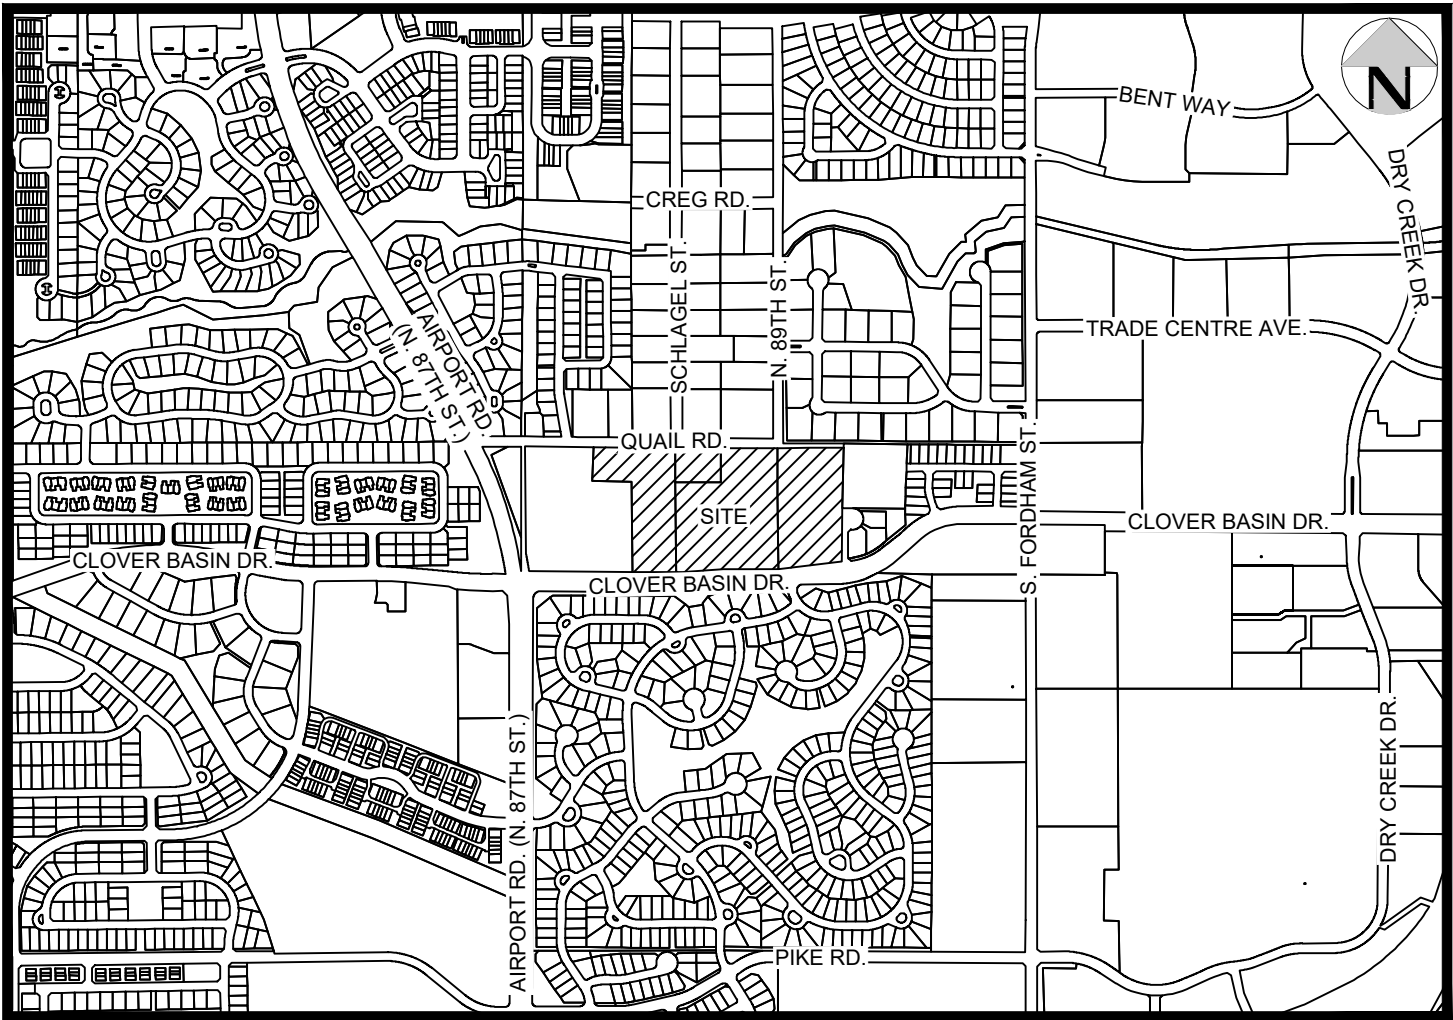 N
BENT WAY
DRY CREEK DR.
CREG RD.
SCHLAGEL ST.
N. 89TH ST.
AIRPORT RD
(N. 87TH ST.)
TRADE CENTRE AVE.
QUAIL RD.
S. FORDHAM ST.
SITE
CLOVER BASIN DR.
CLOVER BASIN DR.
CLOVER BASIN DR.
AIRPORT RD. (N. 87TH ST.)
DRY CREEK DR.
PIKE RD.